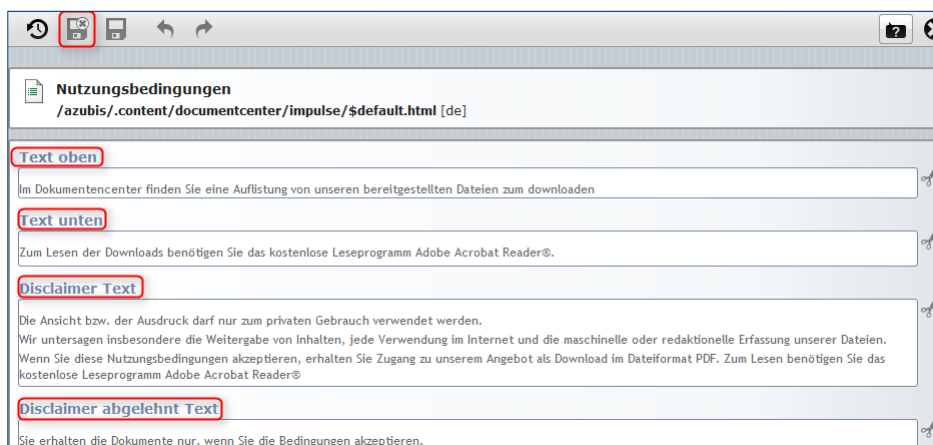 Nutzungsbedingungen
/azubis/.content/documentcenter/impulse/$default.html [de]
Text oben
Im Dokumentencenter finden Sie eine Auflistung von unseren bereitgestellten Dateien zum downloaden
Text unten
Zum Lesen der Downloads benötigen Sie das kostenlose Leseprogramm Adobe Acrobat Reader®.
Disclaimer Text
Die Ansicht bzw. der Ausdruck darf nur zum privaten Gebrauch verwendet werden.
Wir untersagen insbesondere die Weitergabe von Inhalten, jede Verwendung im Internet und die maschinelle oder redaktionelle Erfassung unserer Dateien.
Wenn Sie diese Nutzungsbedingungen akzeptieren, erhalten Sie Zugang zu unserem Angebot als Download im Dateiformat PDF. Zum Lesen benötigen Sie das
kostenlose Leseprogramm Adobe Acrobat Reader®
Disclaimer abgelehnt Text
Sie erhalten die Dokumente nur, wenn Sie die Bedingungen akzeptieren.